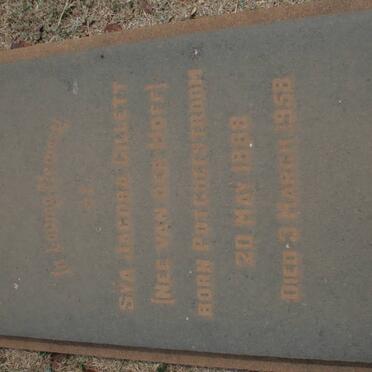 In Loving Memory
OF
SYA JACOBA GILLETT
(NEE VAN DER HOFF)
BORN POTCHEFSTROOM
20 MAY 1868
DIED 3 MARCH 1958